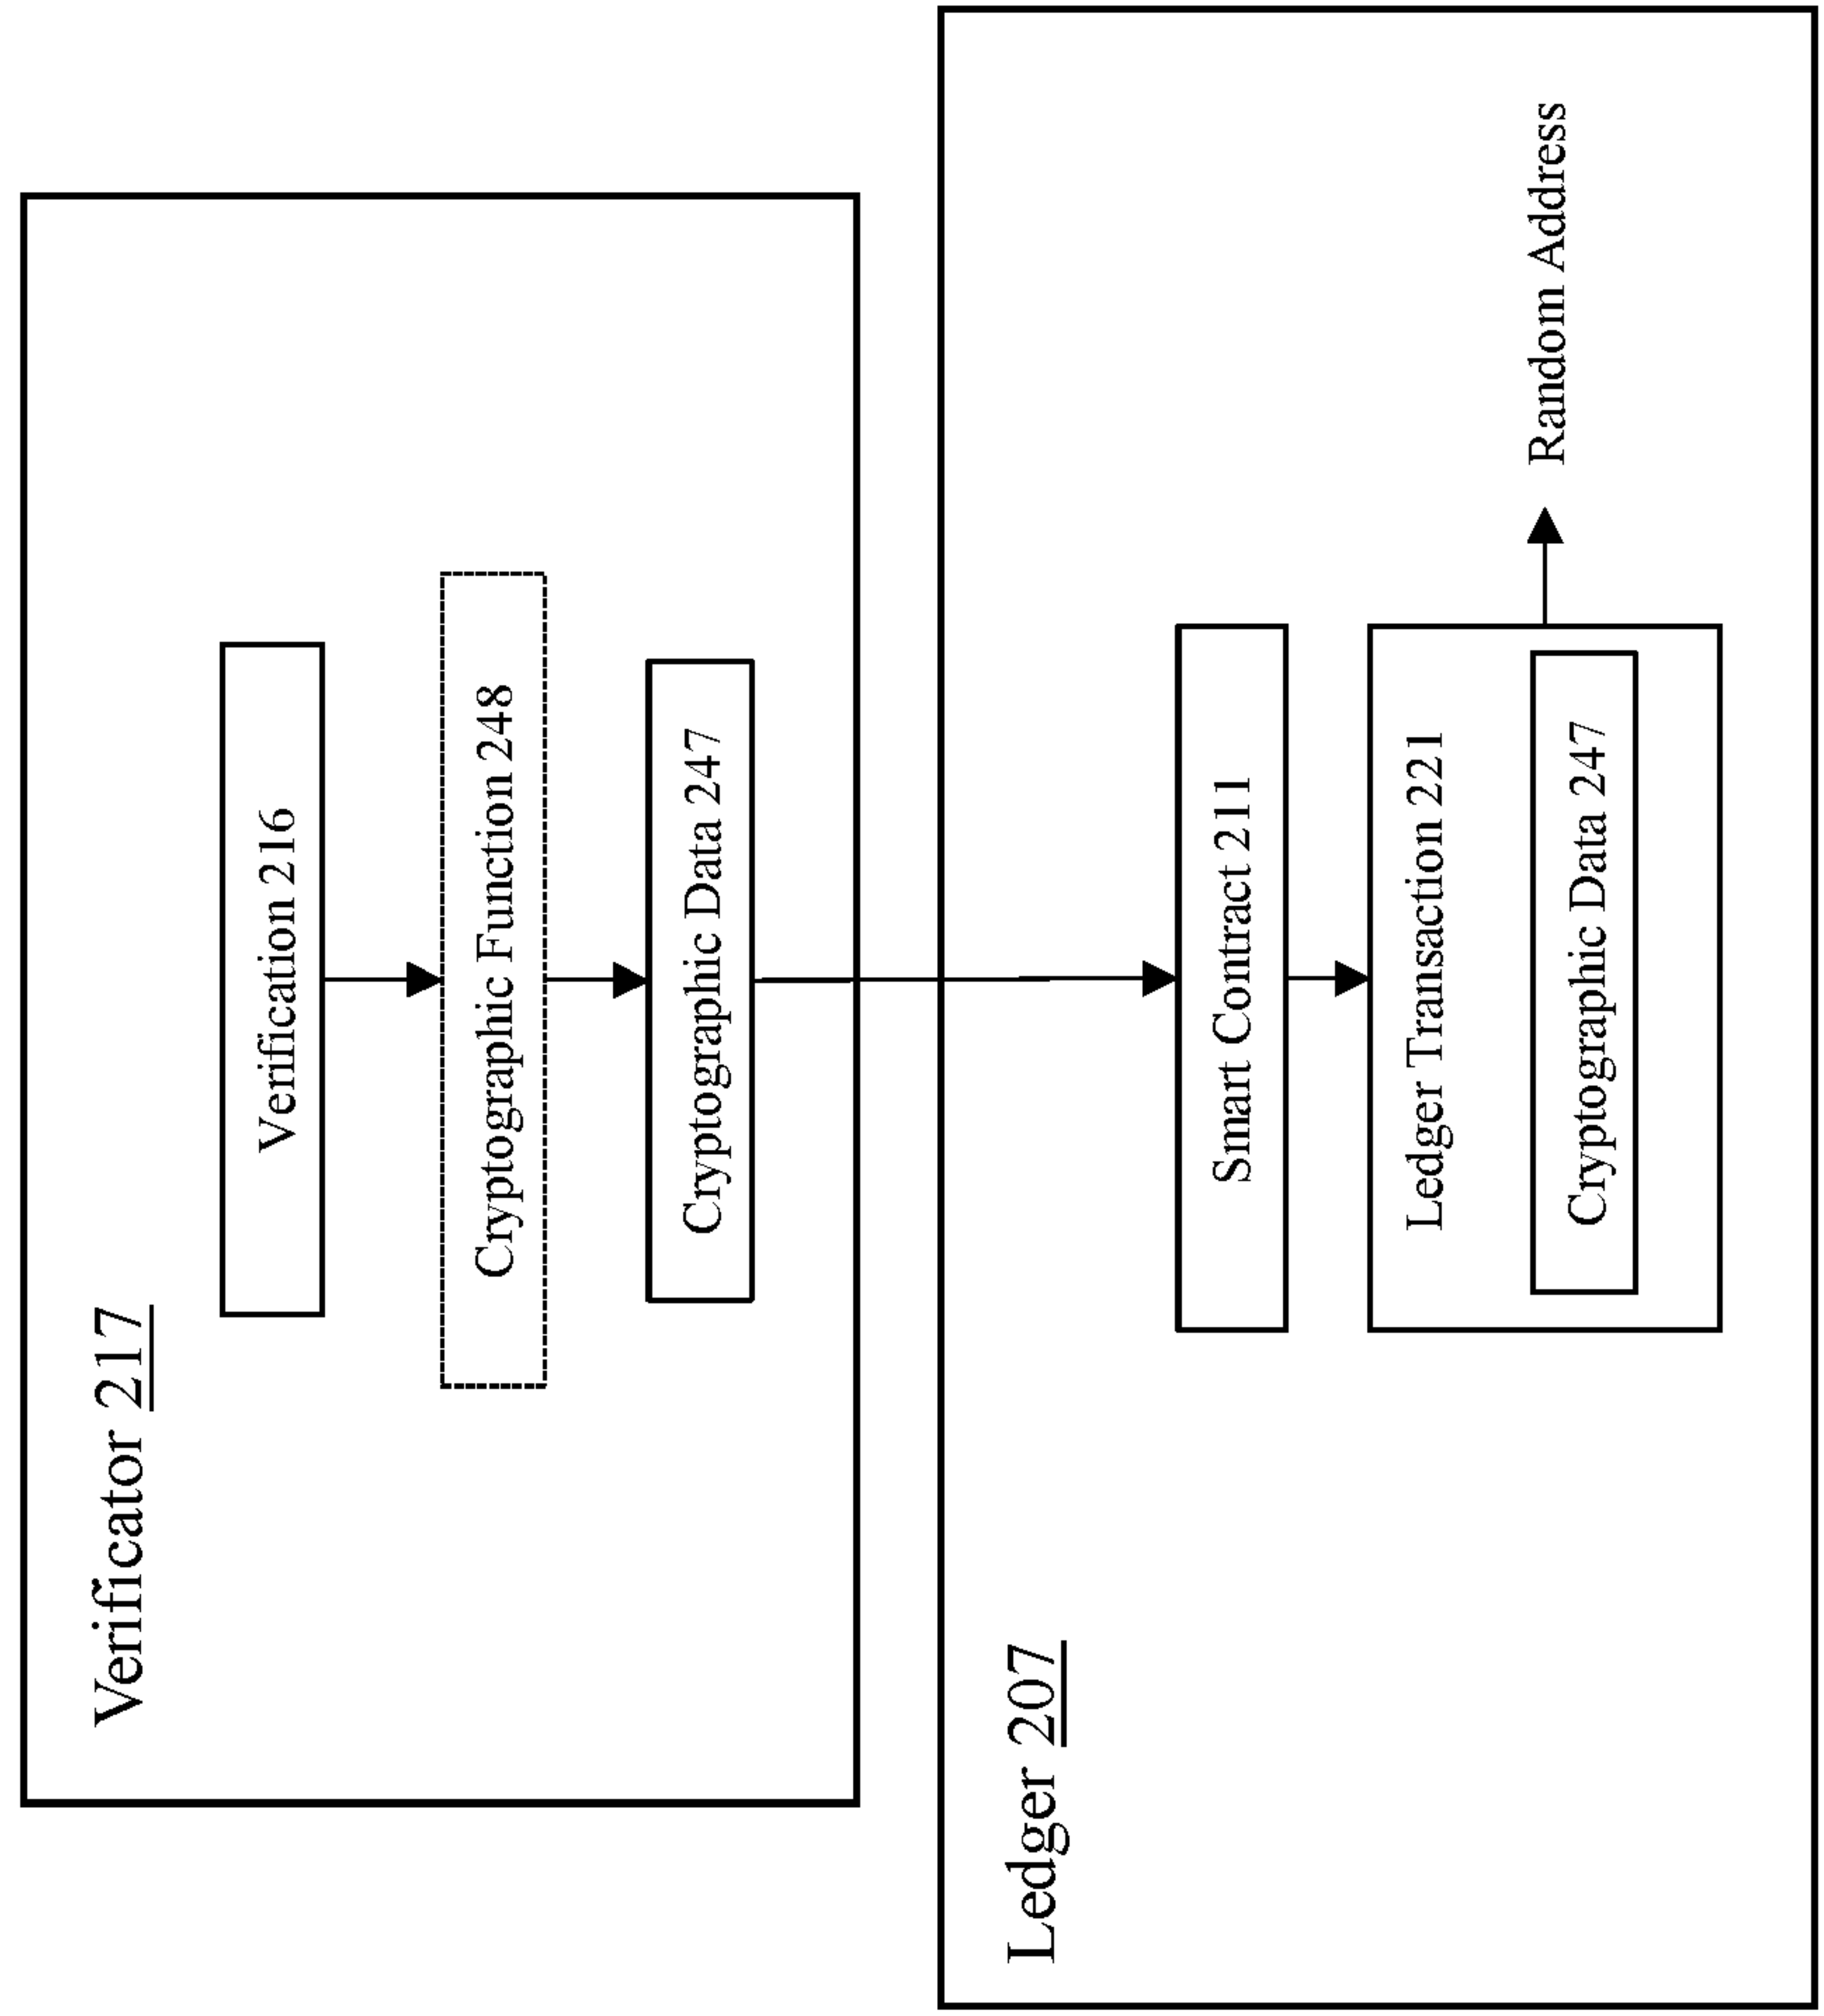 Verificator 217
Verification 216
Cryptographic Function 248
Cryptographic Data 247
Ledger 207
Smart Contract 211
Ledger Transaction 221
Cryptographic Data 247
Random Address